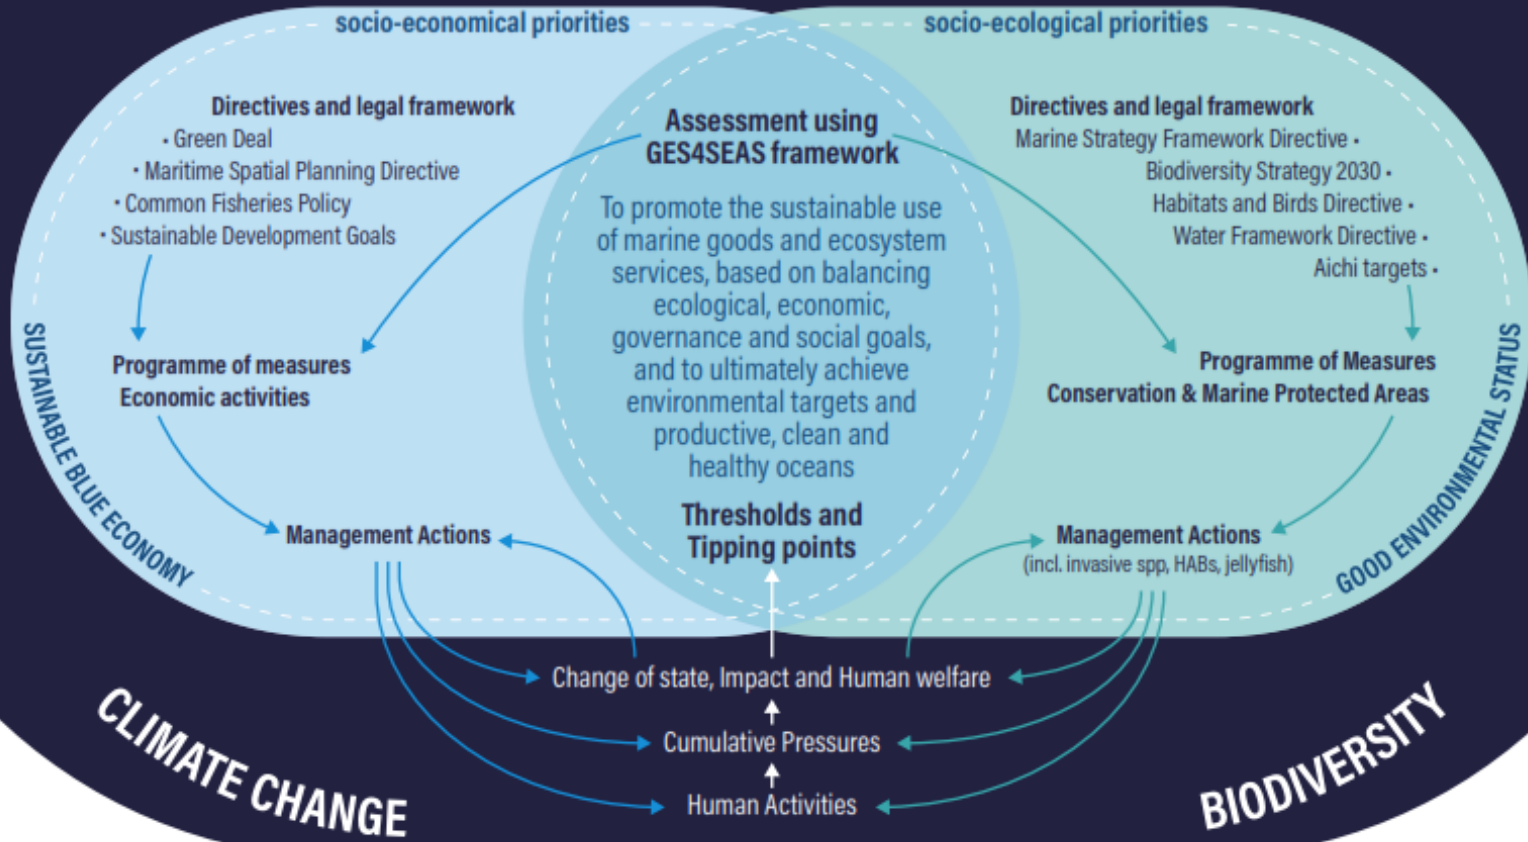 socio-economical priorities
socio-ecological priorities
Directives and legal framework
• Green Deal
• Maritime Spatial Planning Directive
• Common Fisheries Policy
• Sustainable Development Goals
Programme of measures
Economic activities
Management Actions
SUSTAINABLE BLUE ECONOMY
Assessment using
GES4SEAS framework
To promote the sustainable use
of marine goods and ecosystem
services, based on balancing
ecological, economic,
governance and social goals,
and to ultimately achieve
environmental targets and
productive, clean and
healthy oceans
Thresholds and
Tipping points
Directives and legal framework
Marine Strategy Framework Directive •
Biodiversity Strategy 2030 •
Habitats and Birds Directive •
Water Framework Directive •
Aichi targets •
Programme of Measures
Conservation & Marine Protected Areas
Management Actions
(incl. invasive spp, HABs, jellyfish)
GOOD ENVIRONMENTAL STATUS
Change of state, Impact and Human welfare
Cumulative Pressures
Human Activities
CLIMATE CHANGE
BIODIVERSITY